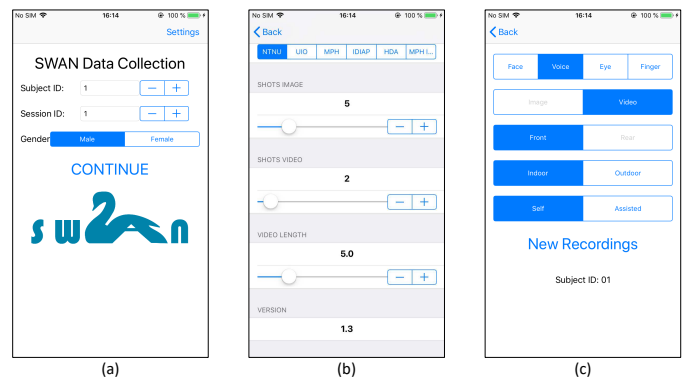 No SIM 16:14 100 %
Settings
SWAN Data Collection
Subject ID: 1 − +
Session ID: 1 − +
Gender Male Female
CONTINUE
swan
(a)
No SIM 16:14 100 %
Back
NTNU UIO MPH IDIAP HDA MPH I...
SHOTS IMAGE
5
− +
SHOTS VIDEO
2
− +
VIDEO LENGTH
5.0
− +
VERSION
1.3
(b)
No SIM 16:14 100 %
Back
Face Voice Eye Finger
Image Video
Front Rear
Indoor Outdoor
Self Assisted
New Recordings
Subject ID: 01
(c)